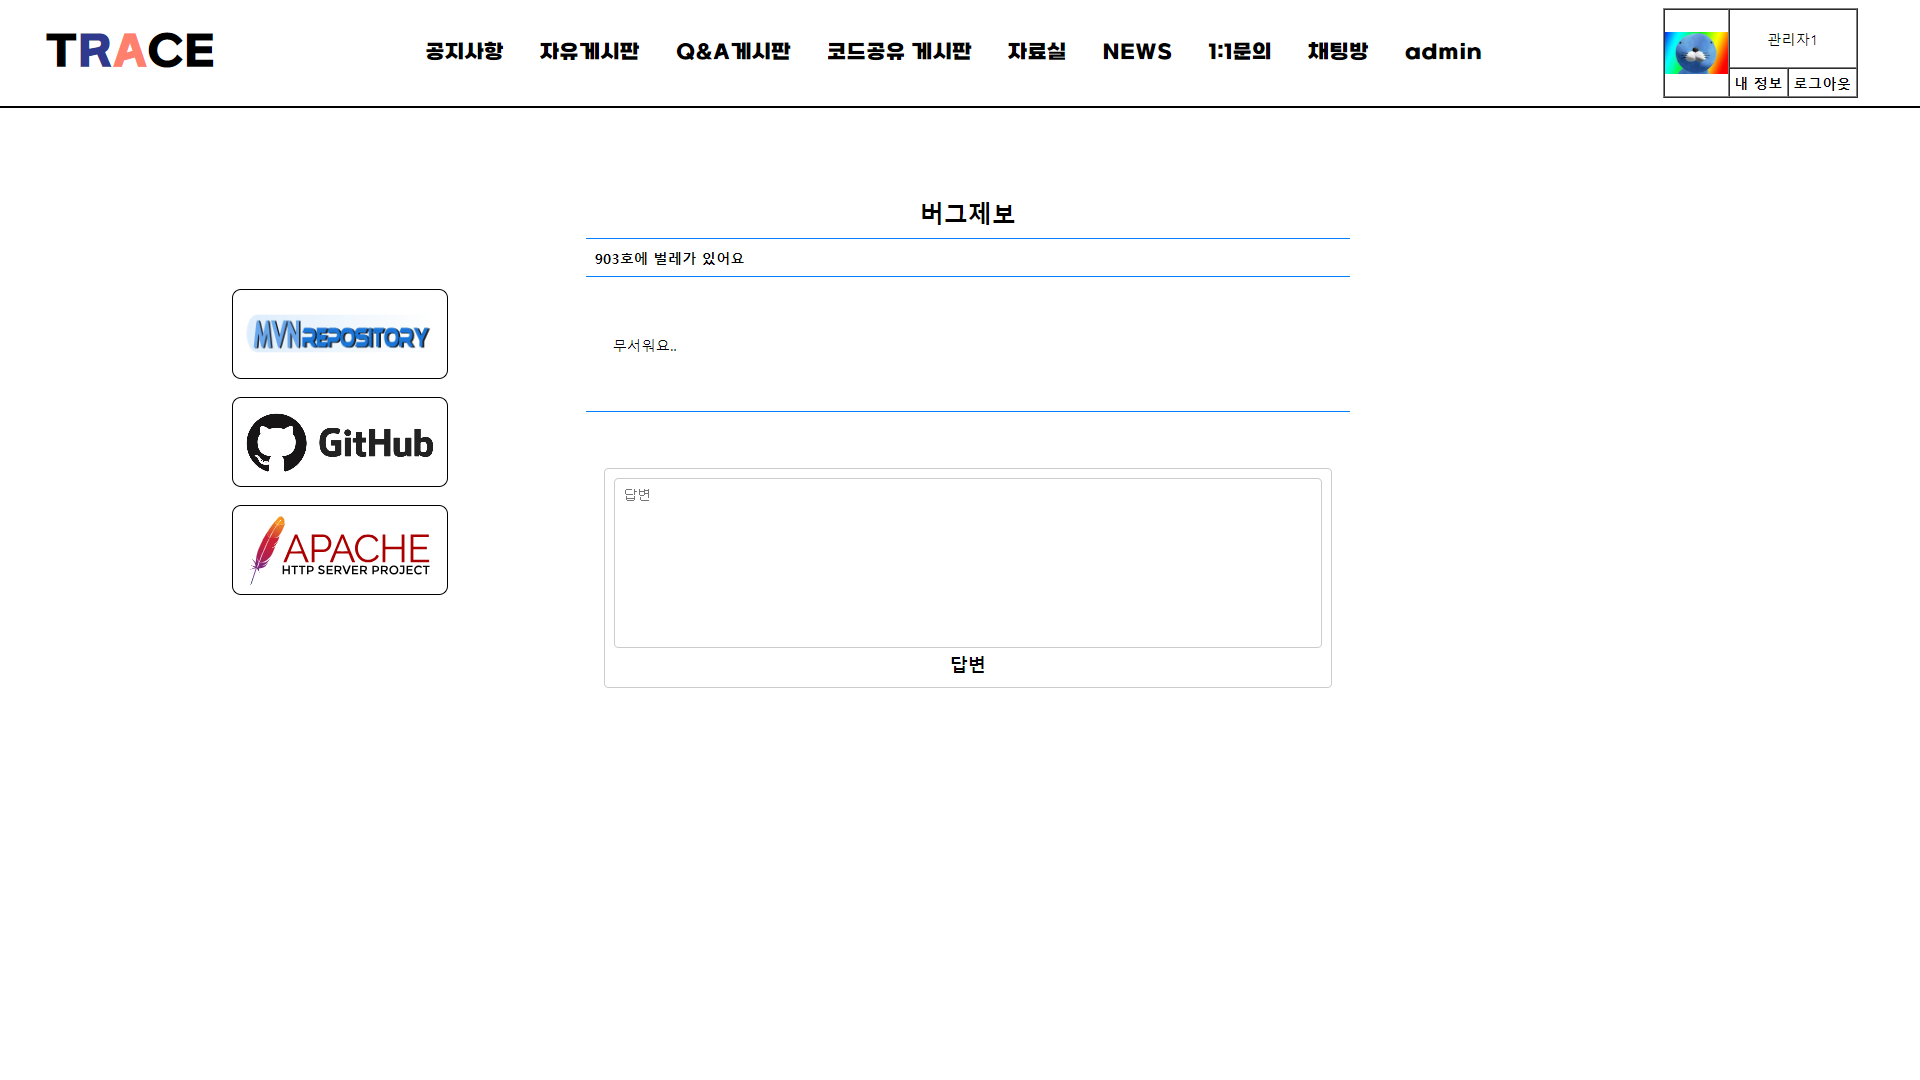 TRACE
공지사항 자유게시판 Q&A게시판 코드공유 게시판 자료실 NEWS 1:1문의 채팅방 admin
관리자1
내 정보 로그아웃
버그제보
903호에 벌레가 있어요
MVNREPOSITORY
무서워요..
GitHub
답변
APACHE
HTTP SERVER PROJECT
답변